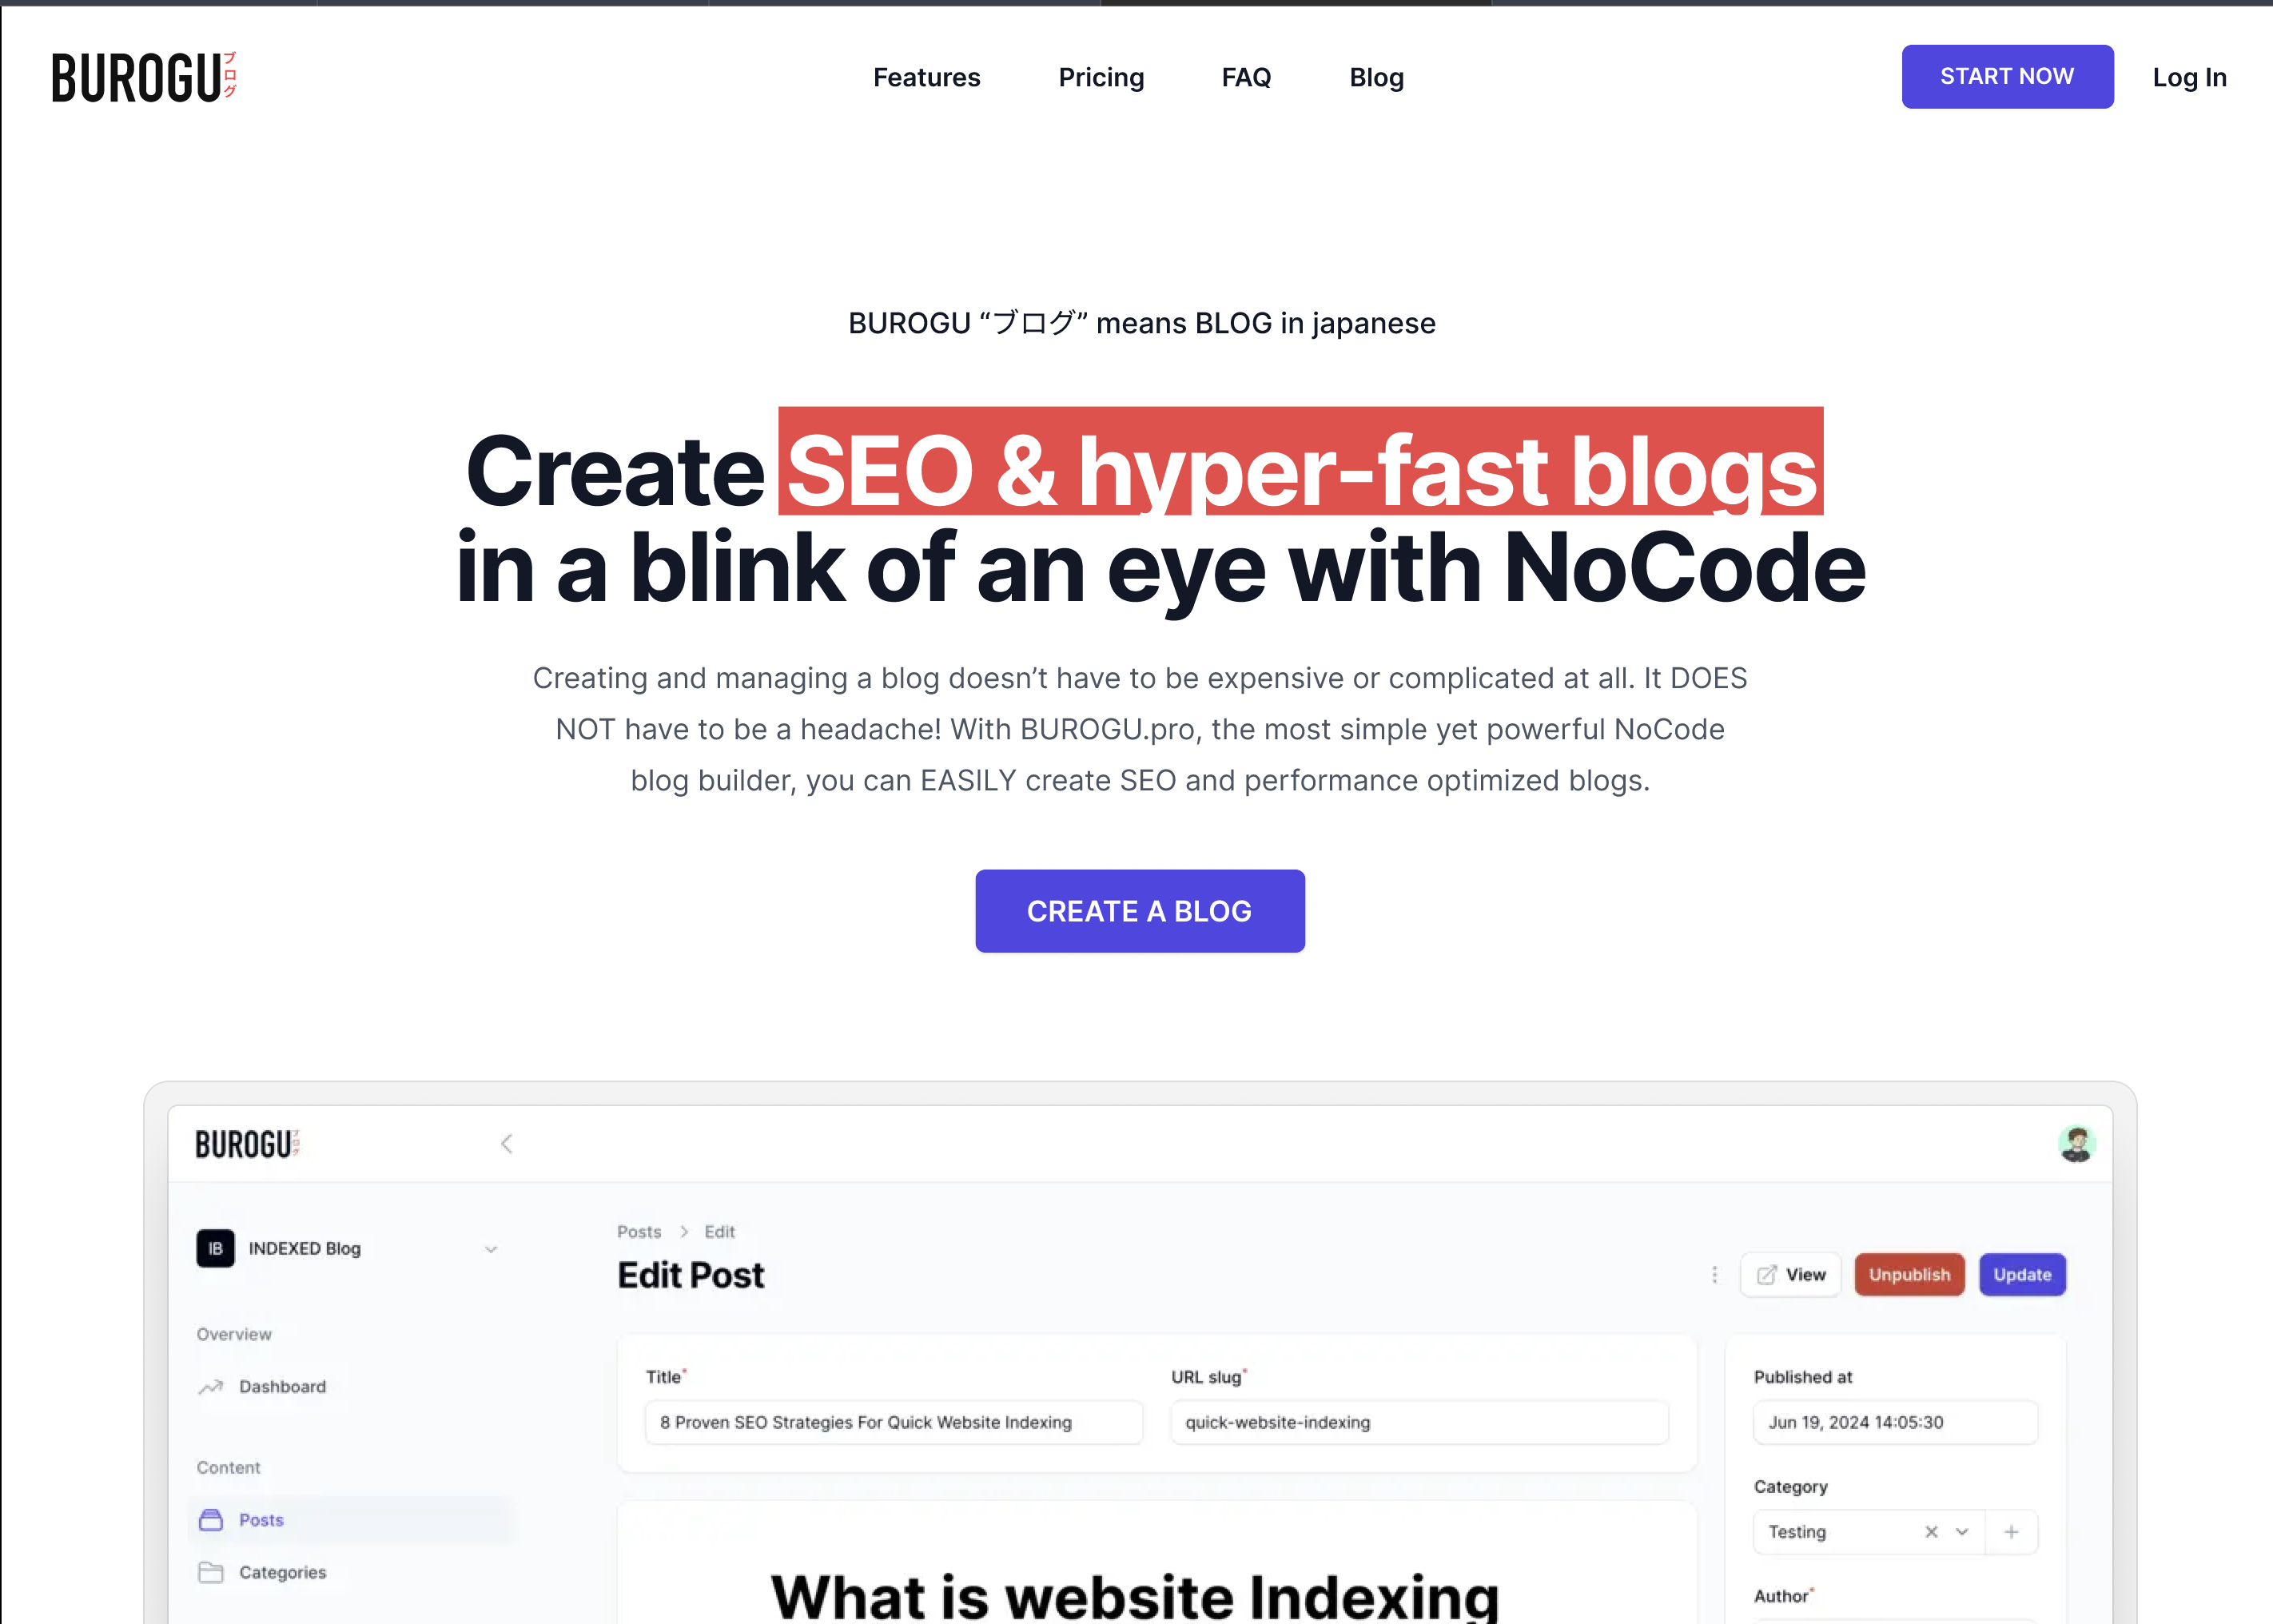 BUROGU ブログ
Features Pricing FAQ Blog
START NOW Log In
BUROGU “ブログ” means BLOG in japanese
Create SEO & hyper-fast blogs
in a blink of an eye with NoCode
Creating and managing a blog doesn’t have to be expensive or complicated at all. It DOES
NOT have to be a headache! With BUROGU.pro, the most simple yet powerful NoCode
blog builder, you can EASILY create SEO and performance optimized blogs.
CREATE A BLOG
BUROGU ブログ
IB INDEXED Blog
Overview
Dashboard
Content
Posts
Categories
Posts > Edit
Edit Post
View Unpublish Update
Title*
8 Proven SEO Strategies For Quick Website Indexing
URL slug*
quick-website-indexing
What is website Indexing
Published at
Jun 19, 2024 14:05:30
Category
Testing
Author*